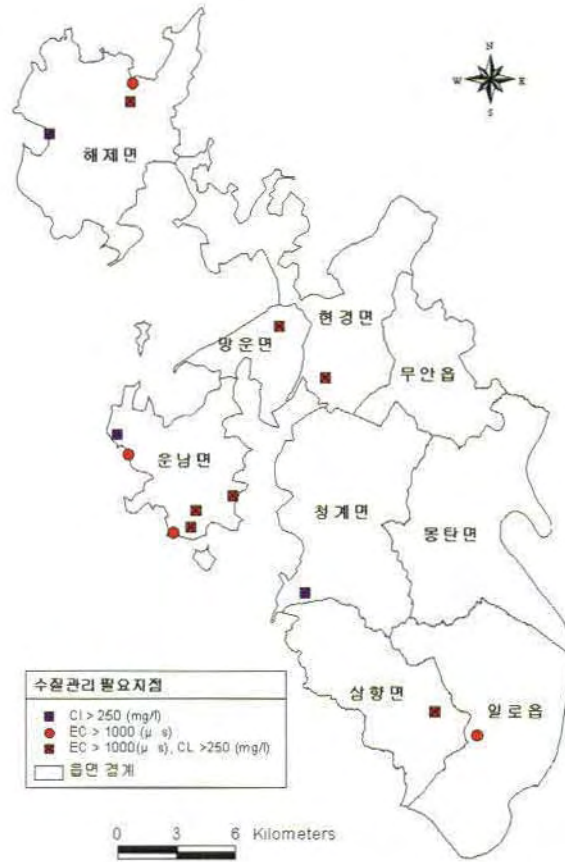 N
W E
S
해제면
현경면
망운면
무안읍
운남면
청계면
몽탄면
삼향면
일로읍
수질관리 필요지점
Cl > 250 (mg/l)
EC > 1000 (μ s)
EC > 1000(μ s), CL >250 (mg/l)
읍면 경계
0 3 6 Kilometers